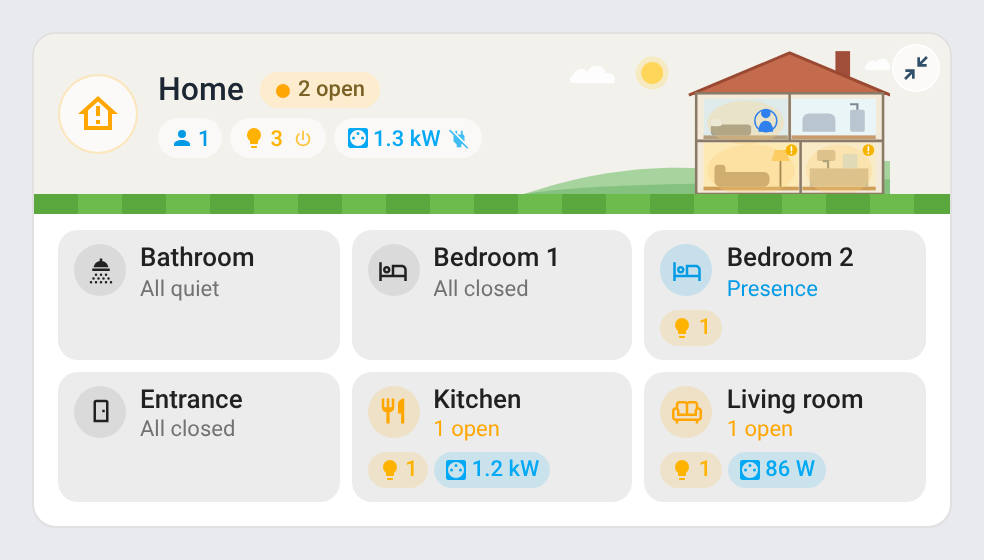 Home
2 open
1
3
1.3 kW
Bathroom
All quiet
Bedroom 1
All closed
Bedroom 2
Presence
1
Entrance
All closed
Kitchen
1 open
1
1.2 kW
Living room
1 open
1
86 W